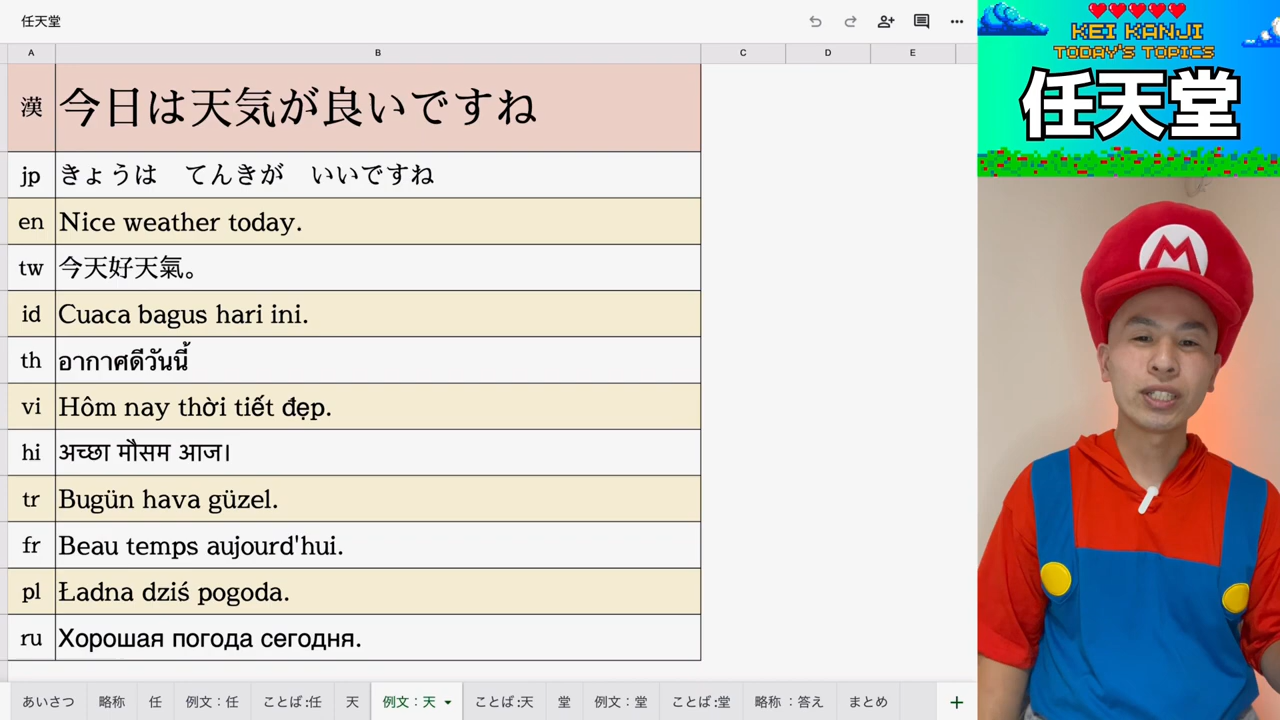 任天堂
A B C D E
漢 今日は天気が良いですね
jp きょうは　てんきが　いいですね
en Nice weather today.
tw 今天好天氣。
id Cuaca bagus hari ini.
th อากาศดีวันนี้
vi Hôm nay thời tiết đẹp.
hi अच्छा मौसम आज।
tr Bugün hava güzel.
fr Beau temps aujourd'hui.
pl Ładna dziś pogoda.
ru Хорошая погода сегодня.
あいさつ 略称 任 例文：任 ことば:任 天 例文：天 ことば:天 堂 例文：堂 ことば:堂 略称：答え まとめ
KEI KANJI
TODAY'S TOPICS
任天堂
M